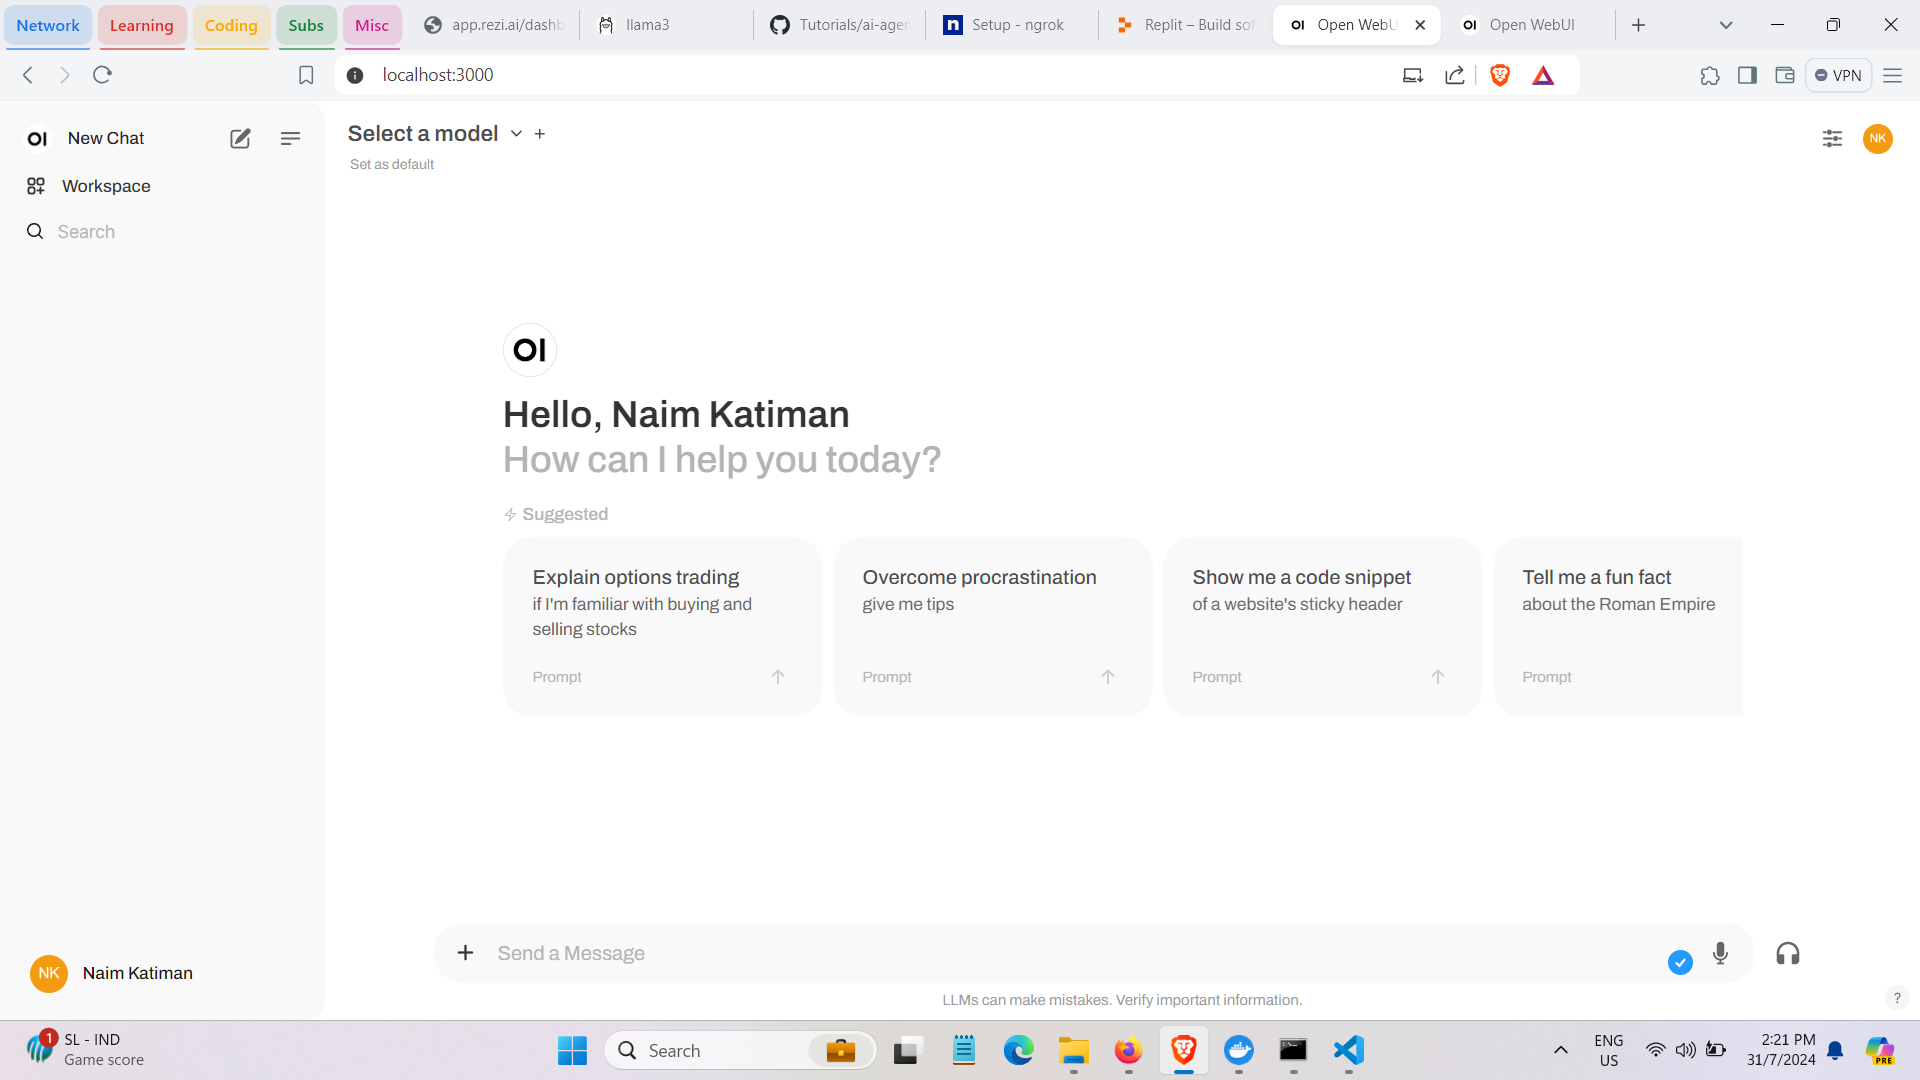 Network
Learning
Coding
Subs
Misc
app.rezi.ai/dashb
llama3
Tutorials/ai-agen
n
Setup - ngrok
Replit – Build sof
OI
Open WebU
OI
Open WebUI
localhost:3000
VPN
OI
New Chat
Workspace
Search
Select a model
Set as default
NK
OI
Hello, Naim Katiman
How can I help you today?
Suggested
Explain options trading
if I'm familiar with buying and
selling stocks
Prompt
Overcome procrastination
give me tips
Prompt
Show me a code snippet
of a website's sticky header
Prompt
Tell me a fun fact
about the Roman Empire
Prompt
Send a Message
LLMs can make mistakes. Verify important information.
?
NK
Naim Katiman
1
SL - IND
Game score
Search
ENG
US
2:21 PM
31/7/2024
PRE